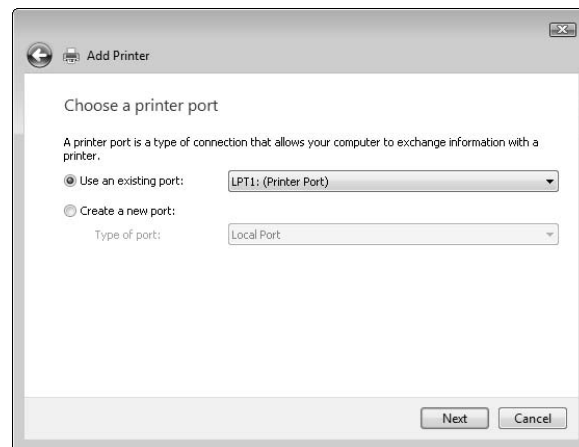 Add Printer
Choose a printer port
A printer port is a type of connection that allows your computer to exchange information with a
printer.
Use an existing port: LPT1: (Printer Port)
Create a new port:
Type of port: Local Port
Next Cancel